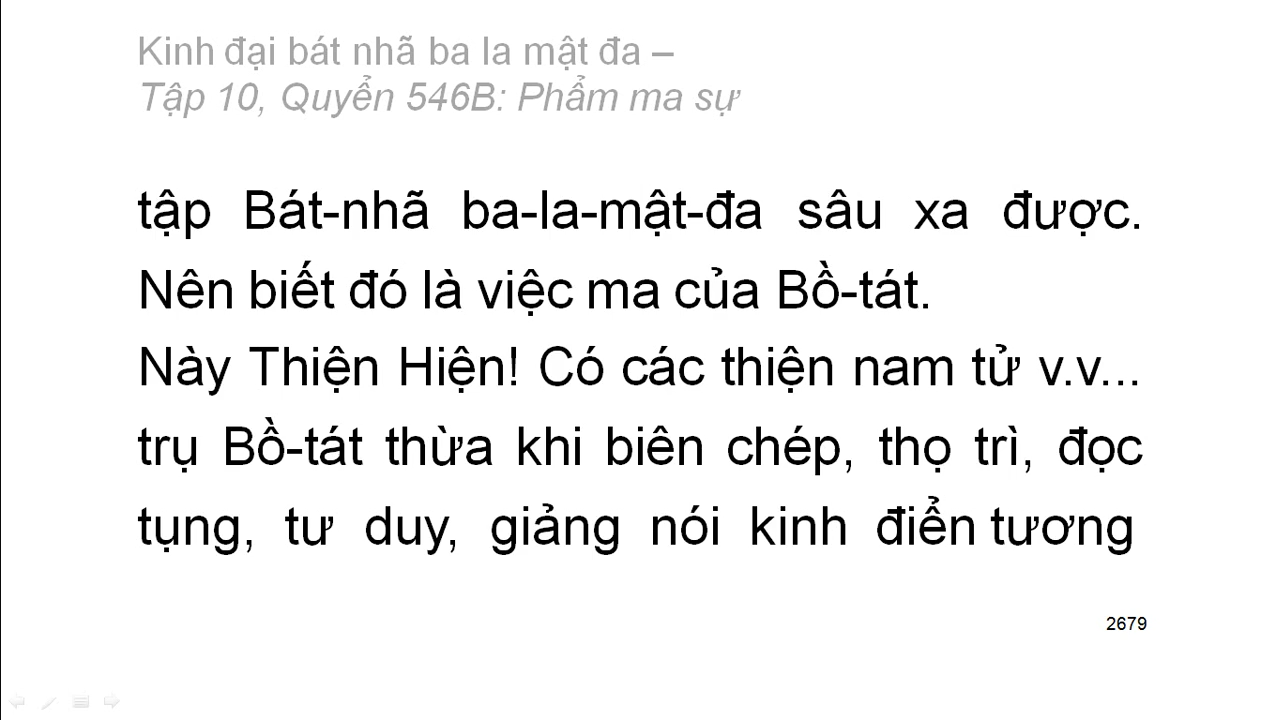 Kinh đại bát nhã ba la mật đa –
Tập 10, Quyển 546B: Phẩm ma sự
tập Bát-nhã ba-la-mật-đa sâu xa được.
Nên biết đó là việc ma của Bồ-tát.
Này Thiện Hiện! Có các thiện nam tử v.v...
trụ Bồ-tát thừa khi biên chép, thọ trì, đọc
tụng, tư duy, giảng nói kinh điển tương
2679